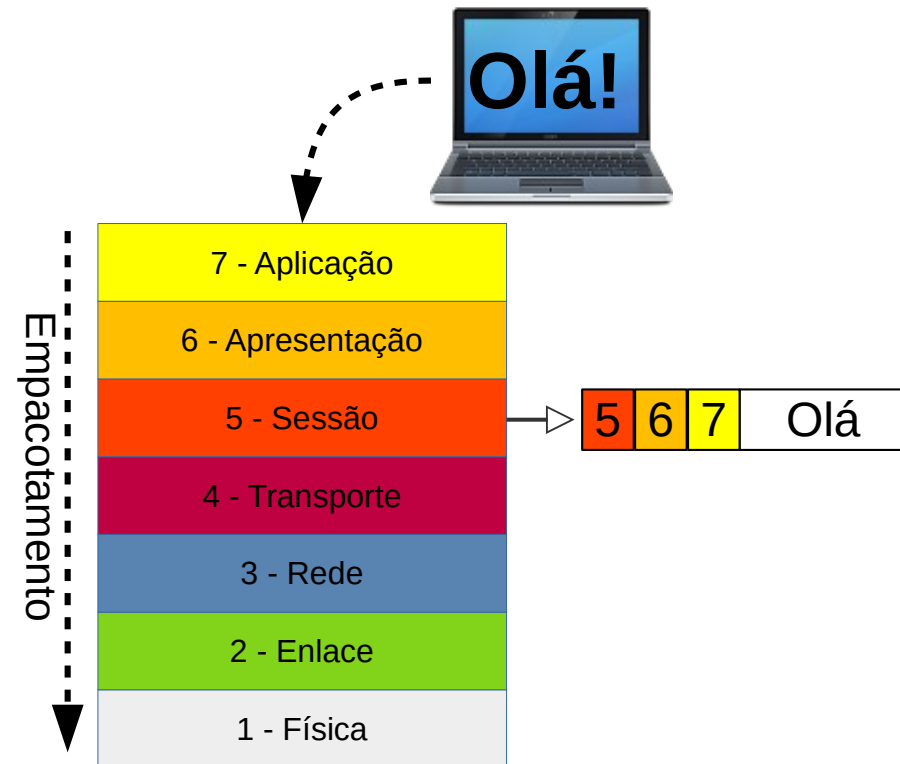 Olá!
Empacotamento
7 - Aplicação
6 - Apresentação
5 - Sessão
5 6 7 Olá
4 - Transporte
3 - Rede
2 - Enlace
1 - Física